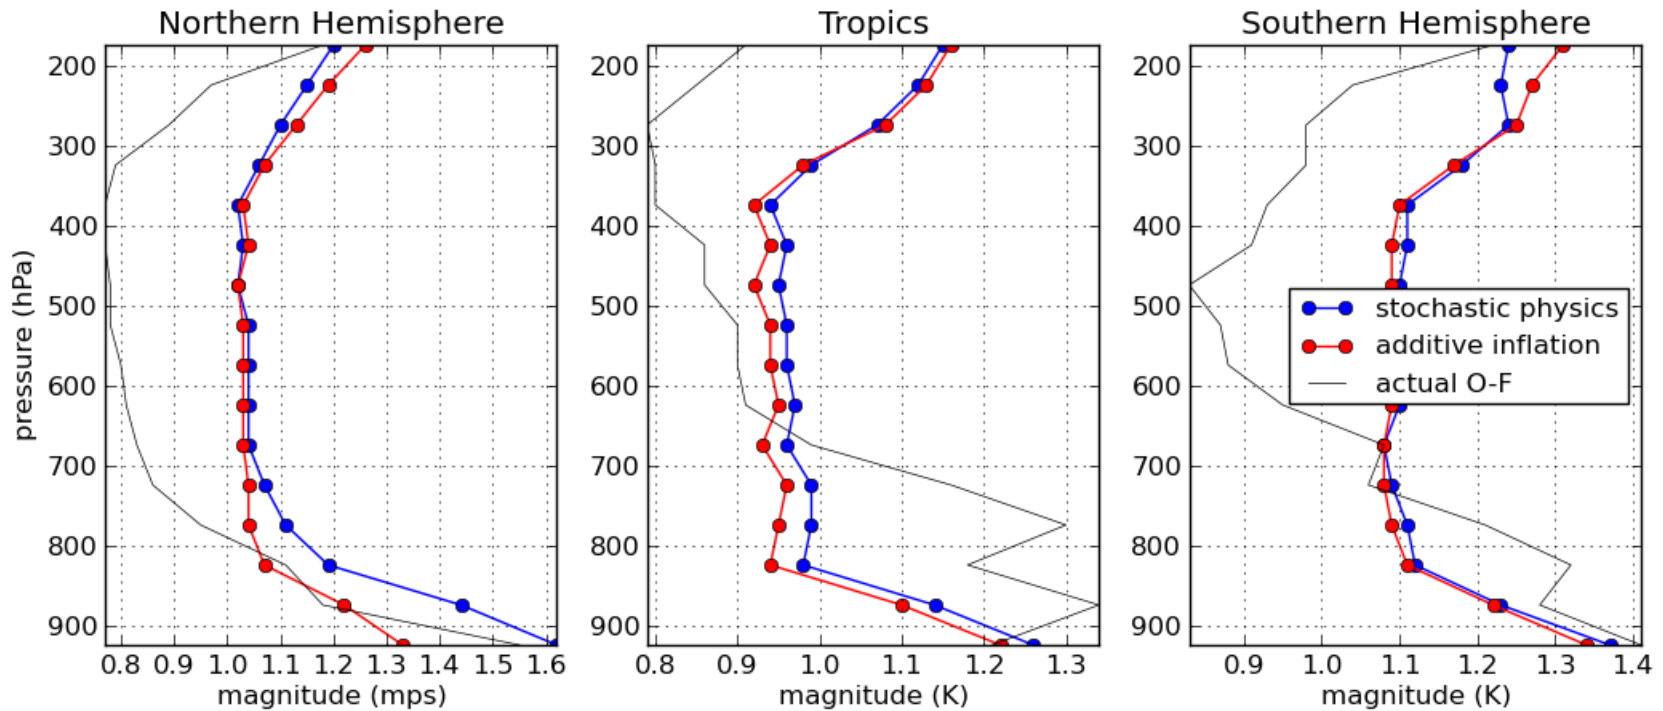 Northern Hemisphere
Tropics
Southern Hemisphere
200
300
400
500
600
700
800
900
pressure (hPa)
0.8 0.9 1.0 1.1 1.2 1.3 1.4 1.5 1.6
magnitude (mps)
200
300
400
500
600
700
800
900
0.8 0.9 1.0 1.1 1.2 1.3
magnitude (K)
200
300
400
500
600
700
800
900
stochastic physics
additive inflation
actual O-F
0.9 1.0 1.1 1.2 1.3 1.4
magnitude (K)